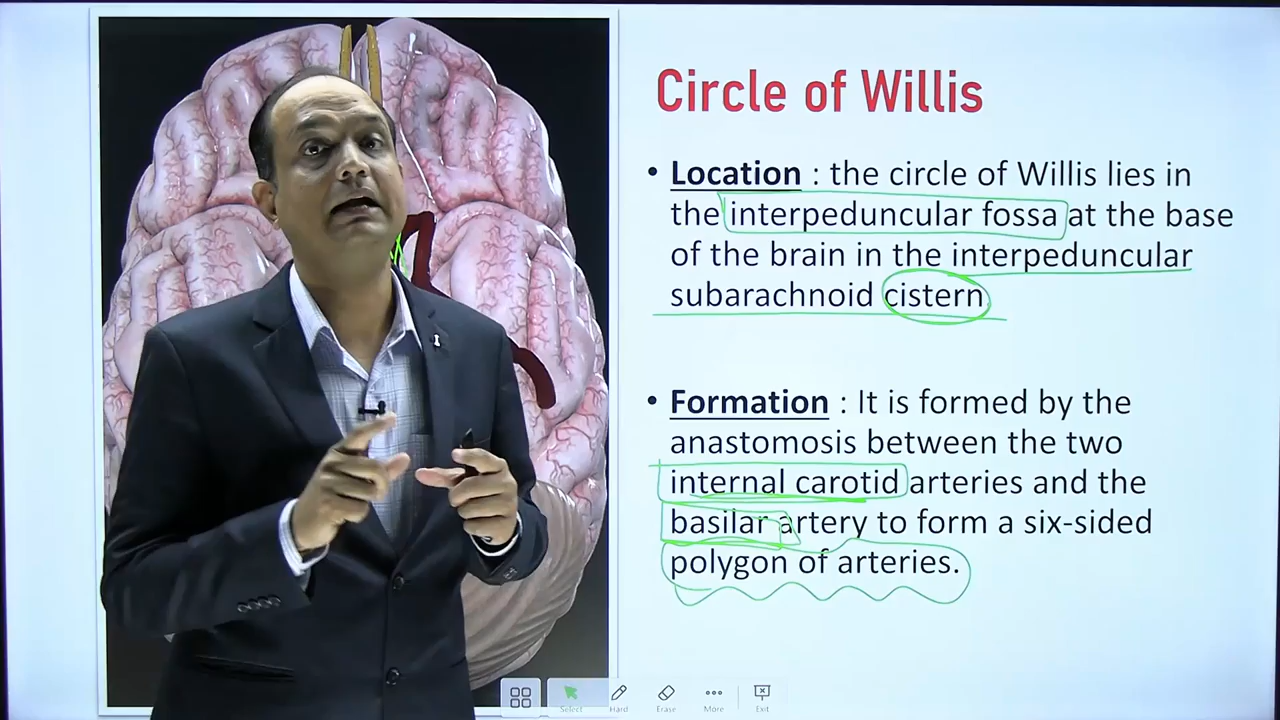 Circle of Willis
• Location : the circle of Willis lies in
the interpeduncular fossa at the base
of the brain in the interpeduncular
subarachnoid cistern
• Formation : It is formed by the
anastomosis between the two
internal carotid arteries and the
basilar artery to form a six-sided
polygon of arteries.
Select Hard Erase More Exit